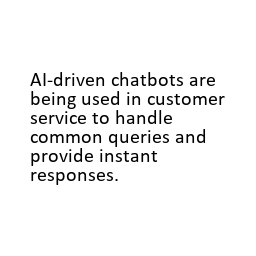 AI-driven chatbots are
being used in customer
service to handle
common queries and
provide instant
responses.